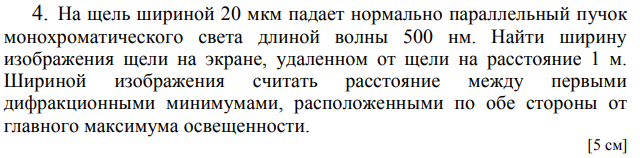 4. На щель шириной 20 мкм падает нормально параллельный пучок
монохроматического света длиной волны 500 нм. Найти ширину
изображения щели на экране, удаленном от щели на расстояние 1 м.
Шириной изображения считать расстояние между первыми
дифракционными минимумами, расположенными по обе стороны от
главного максимума освещенности.
[5 см]